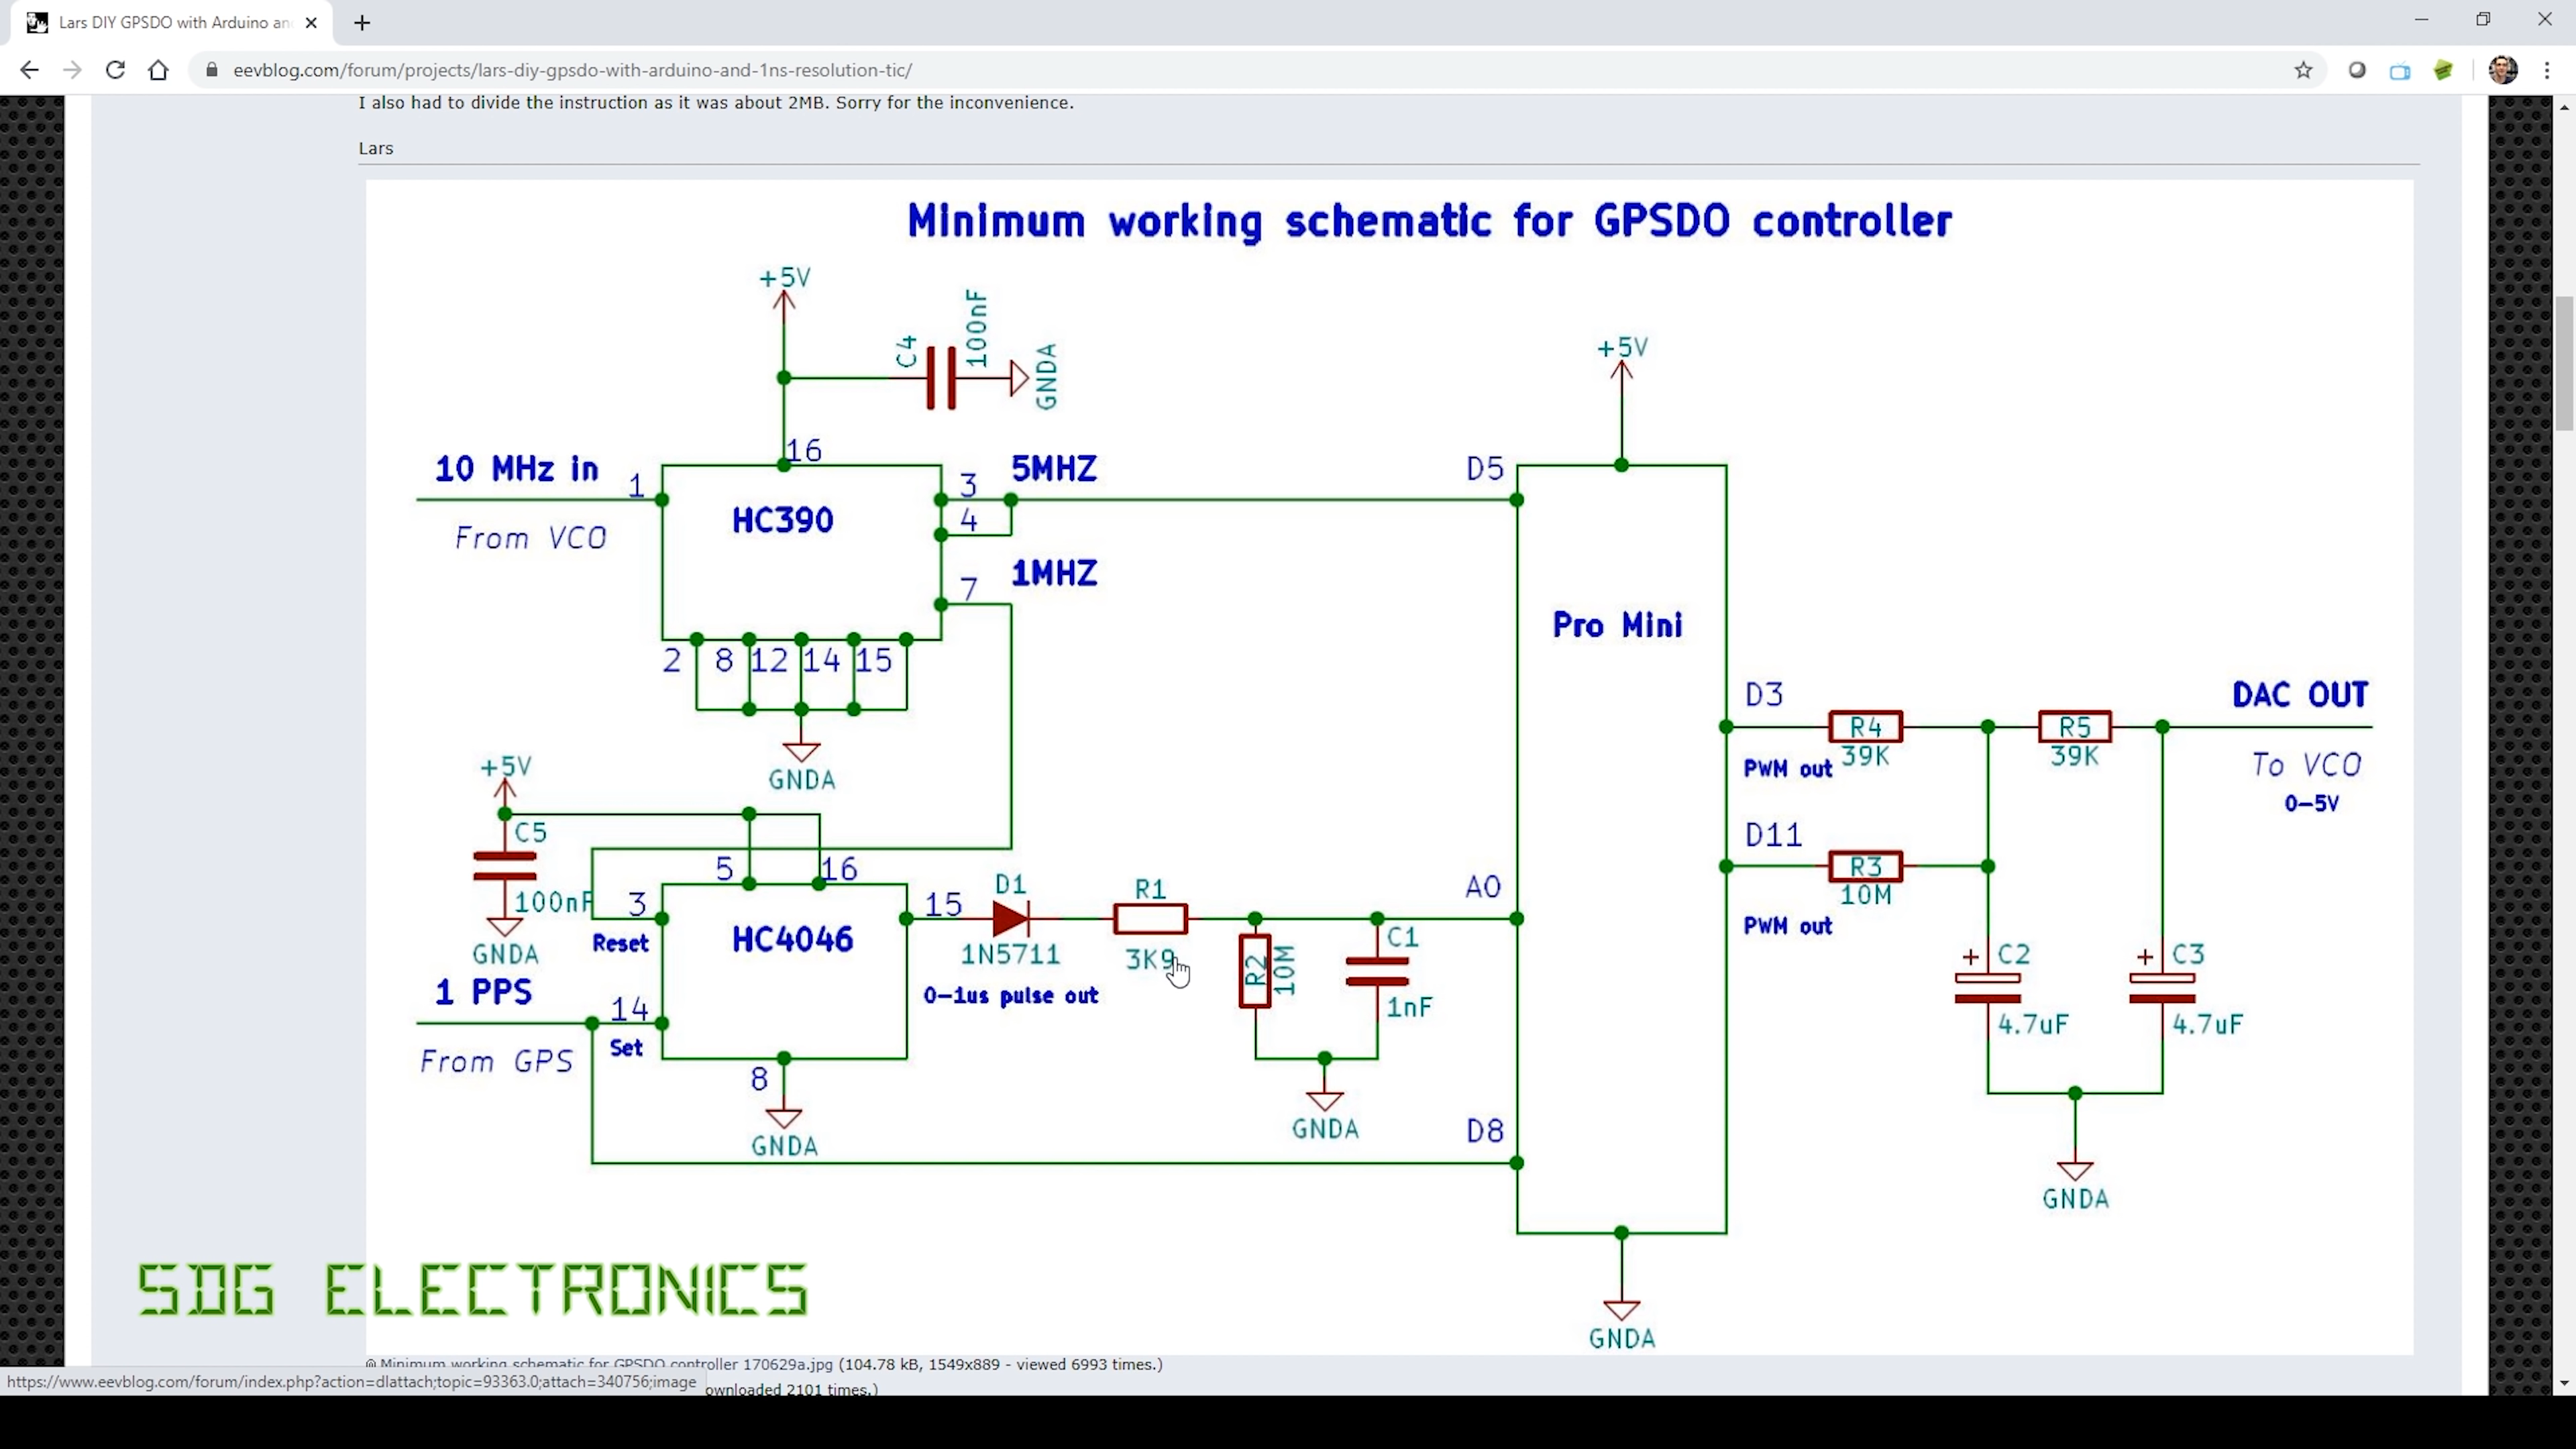 Lars DIY GPSDO with Arduino an
eevblog.com/forum/projects/lars-diy-gpsdo-with-arduino-and-1ns-resolution-tic/
I also had to divide the instruction as it was about 2MB. Sorry for the inconvenience.
Lars
Minimum working schematic for GPSDO controller
+5V
C4
100nF
GNDA
+5V
16
10 MHz in
1
From VCO
HC390
3
5MHZ
4
7
1MHZ
D5
2
8
12
14
15
GNDA
Pro Mini
D3
R4
39K
PWM out
R5
39K
DAC OUT
To VCO
0-5V
D11
R3
10M
PWM out
+5V
C5
100nF
GNDA
5
16
3
Reset
HC4046
15
D1
1N5711
0-1us pulse out
R1
3K9
R2
10M
C1
1nF
A0
C2
4.7uF
C3
4.7uF
1 PPS
14
Set
From GPS
8
GNDA
GNDA
D8
GNDA
GNDA
SDG ELECTRONICS
Minimum working schematic for GPSDO controller 170629a.jpg (104.78 kB, 1549x889 - viewed 6993 times.)
https://www.eevblog.com/forum/index.php?action=dlattach;topic=93363.0;attach=340756;image
ownloaded 2101 times.)